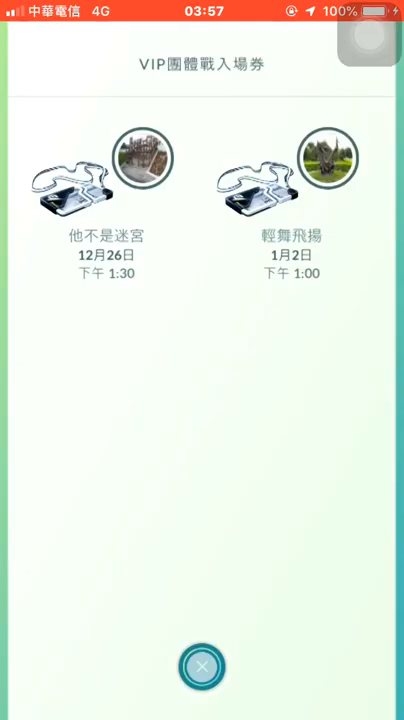 中華電信 4G 03:57 100%
VIP團體戰入場券
他不是迷宮
12月26日
下午 1:30
輕舞飛揚
1月2日
下午 1:00